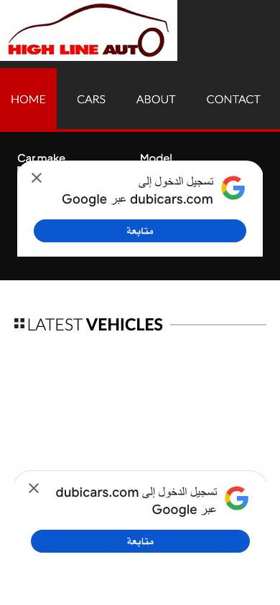 HIGH LINE AUTO
HOME CARS ABOUT CONTACT
Car make Model
تسجيل الدخول إلى
dubicars.com عبر Google
متابعة
LATEST VEHICLES
تسجيل الدخول إلى dubicars.com
عبر Google
متابعة